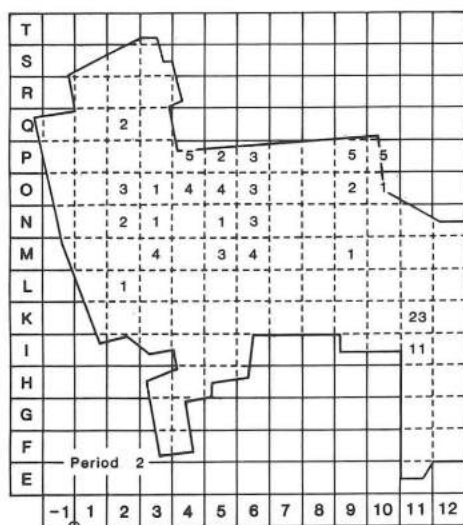 T
S
R
Q 2
P 5 2 3 5 5
O 3 1 4 4 3 2 1
N 2 1 1 3
M 4 3 4 1
L 1
K 23
I 11
H
G
F
Period 2
E
-1 1 2 3 4 5 6 7 8 9 10 11 12